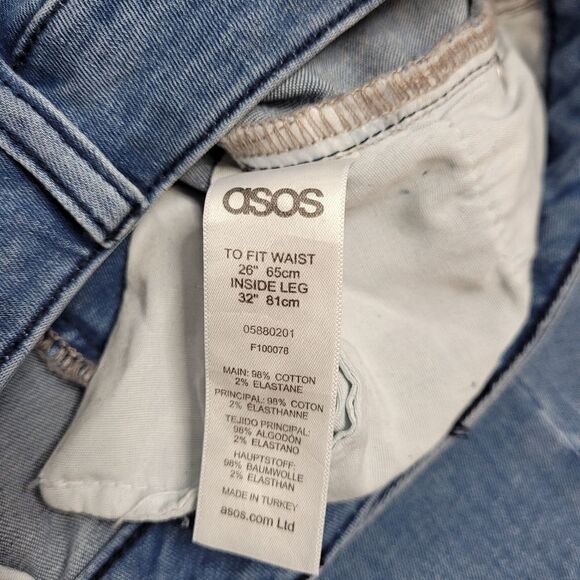 asos
TO FIT WAIST
26" 65cm
INSIDE LEG
32" 81cm
05880201
F100078
MAIN: 98% COTTON
2% ELASTANE
PRINCIPAL: 98% COTON
2% ÉLASTHANNE
TEJIDO PRINCIPAL:
98% ALGODÓN
2% ELASTANO
HAUPTSTOFF:
98% BAUMWOLLE
2% ELASTHAN
MADE IN TURKEY
asos.com Ltd